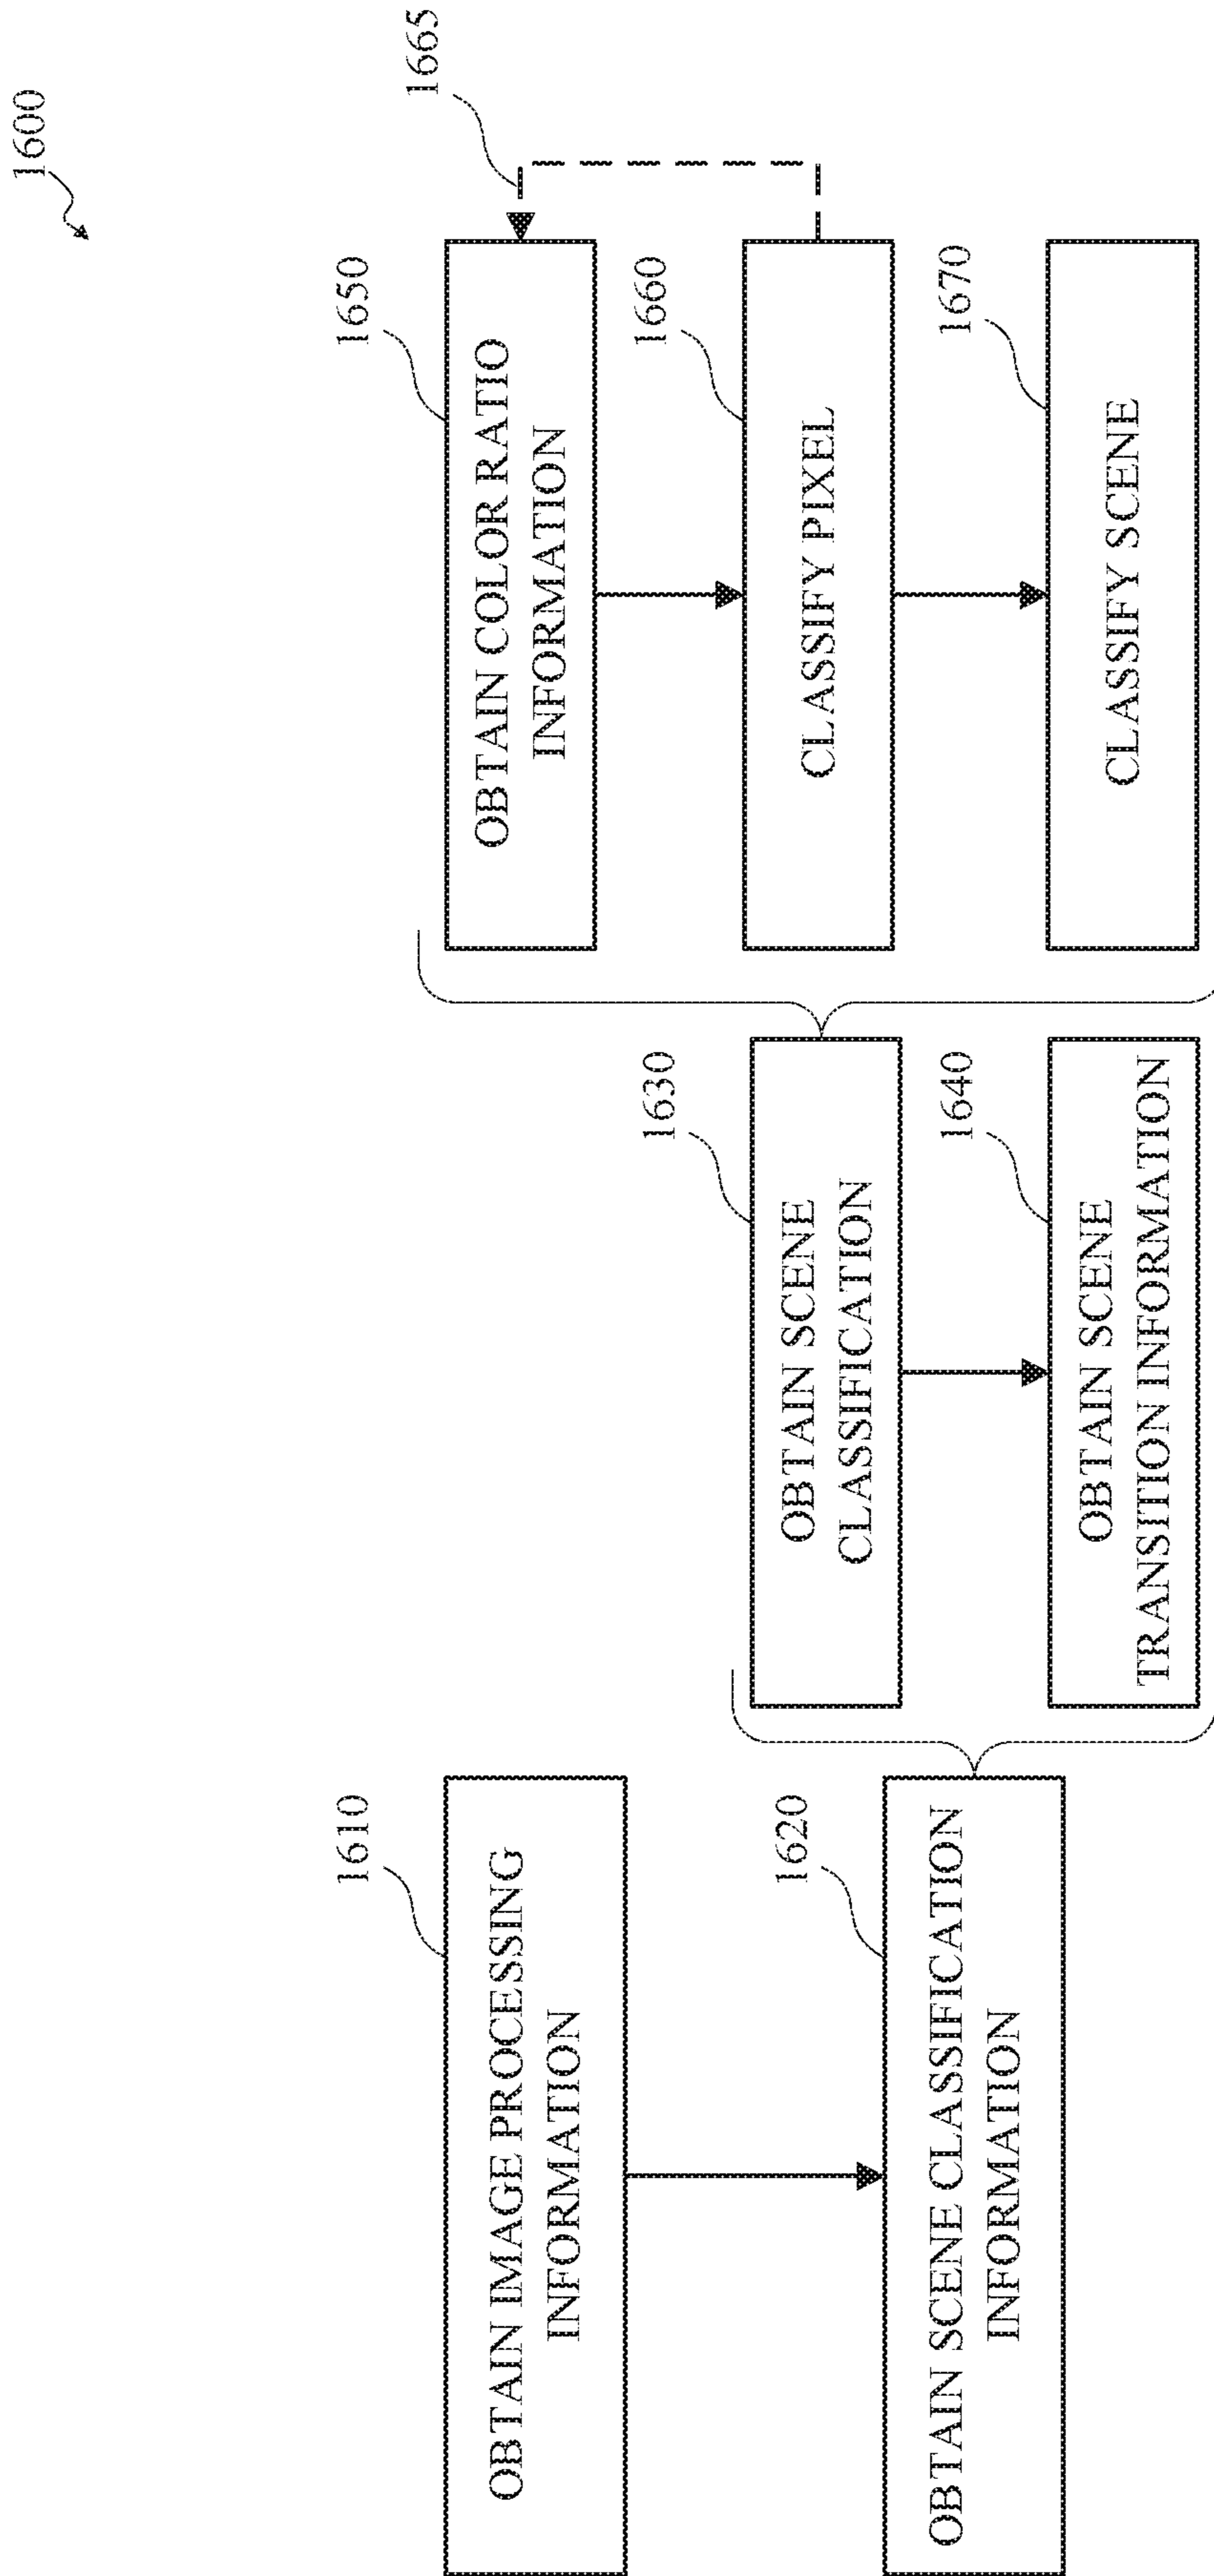 1600
1610
OBTAIN IMAGE PROCESSING
INFORMATION
1620
OBTAIN SCENE CLASSIFICATION
INFORMATION
1630
OBTAIN SCENE
CLASSIFICATION
1640
OBTAIN SCENE
TRANSITION INFORMATION
1650
OBTAIN COLOR RATIO
INFORMATION
1665
1660
CLASSIFY PIXEL
1670
CLASSIFY SCENE